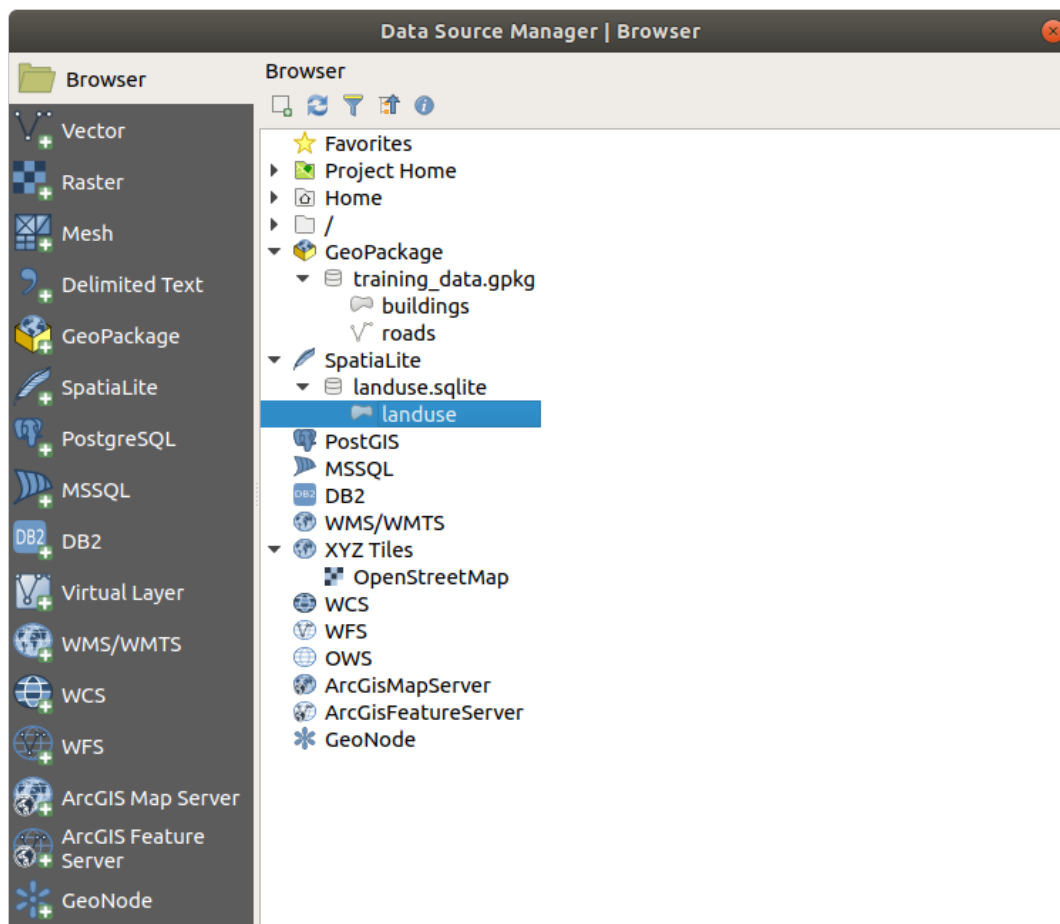 Data Source Manager | Browser
Browser
Vector
Raster
Mesh
Delimited Text
GeoPackage
SpatiaLite
PostgreSQL
MSSQL
DB2
DB2
Virtual Layer
WMS/WMTS
WCS
WFS
ArcGIS Map Server
ArcGIS Feature
Server
GeoNode
Browser
Favorites
Project Home
Home
/
GeoPackage
training_data.gpkg
buildings
roads
SpatiaLite
landuse.sqlite
landuse
PostGIS
MSSQL
DB2
DB2
WMS/WMTS
XYZ Tiles
OpenStreetMap
WCS
WFS
OWS
ArcGisMapServer
ArcGisFeatureServer
GeoNode